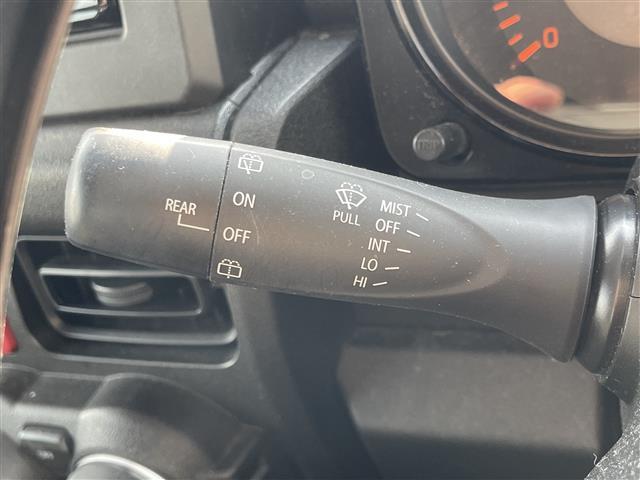 0
REAR
ON
OFF
PULL
MIST
OFF
INT
LO
HI